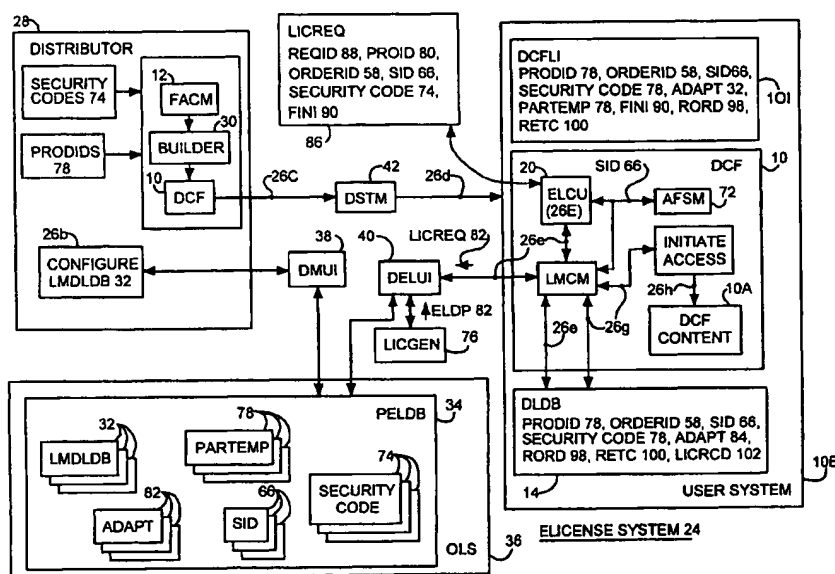 28
DISTRIBUTOR
SECURITY
CODES 74
PRODIDS
78
12
FACM
30
BUILDER
10
DCF
26b
CONFIGURE
LMDLDB 32
LICREQ
REQID 88, PROID 80,
ORDERID 58, SID 66,
SECURITY CODE 74,
FINI 90
86
26C
42
DSTM
26d
38
DMUI
40
DELUI
LICREQ 82
26e
ELDP 82
LICGEN
76
DCFLI
PRODID 78, ORDERID 58, SID66,
SECURITY CODE 78, ADAPT 32,
PARTEMP 78, FINI 90, RORD 98,
RETC 100
101
20
ELCU
(26E)
SID 66
DCF
10
72
AFSM
INITIATE
ACCESS
LMCM
26g
26h
10A
DCF
CONTENT
26e
26g
DLDB
PRODID 78, ORDERID 58, SID 66,
SECURITY CODE 78, ADAPT 84,
RORD 98, RETC 100, LICRCD 102
14
USER SYSTEM
PELDB
34
32
LMDLDB
78
PARTEMP
74
SECURITY
CODE
82
ADAPT
SID
OLS
36
ELICENSE SYSTEM 24